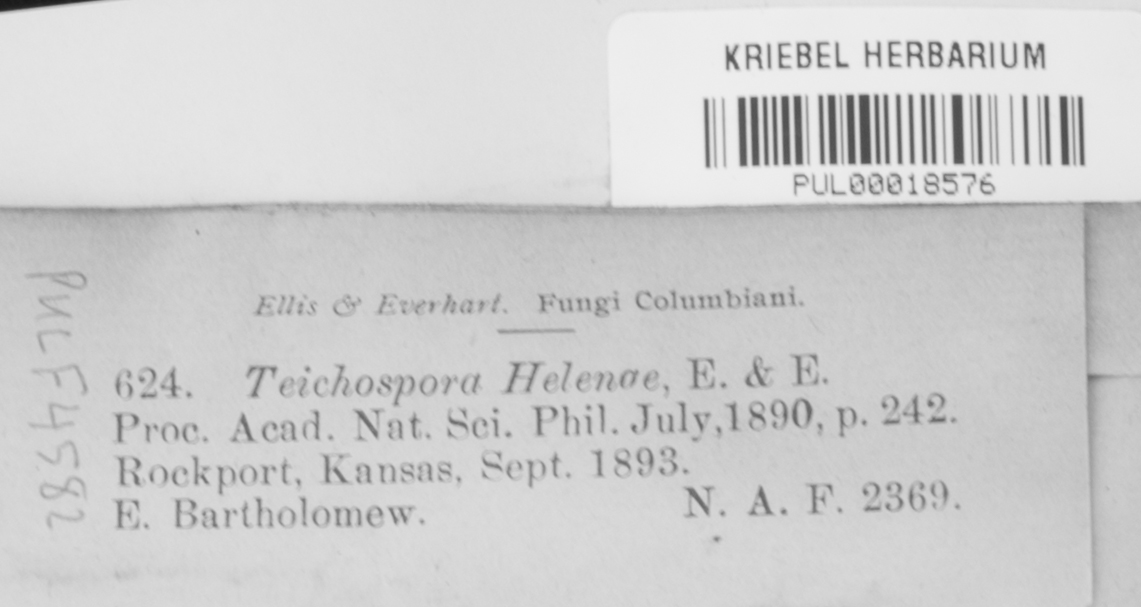 KRIEBEL HERBARIUM
PUL00018576
PUL F4582
Ellis & Everhart. Fungi Columbiani.
624. Teichospora Helenae, E. & E.
Proc. Acad. Nat. Sci. Phil. July,1890, p. 242.
Rockport, Kansas, Sept. 1893.
E. Bartholomew. N. A. F. 2369.